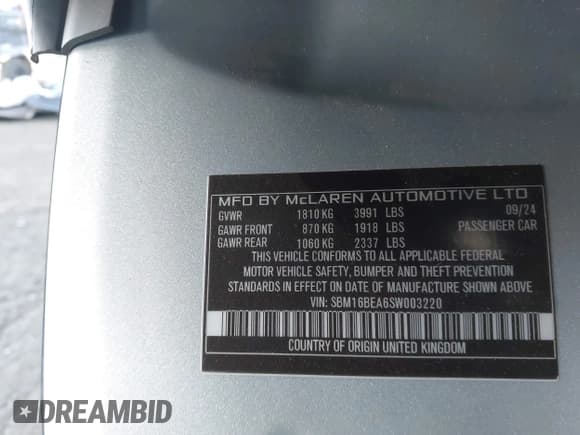 MFD BY McLAREN AUTOMOTIVE LTD
GVWR 1810 KG 3991 LBS 09/24
GAWR FRONT 870 KG 1918 LBS PASSENGER CAR
GAWR REAR 1060 KG 2337 LBS
THIS VEHICLE CONFORMS TO ALL APPLICABLE FEDERAL
MOTOR VEHICLE SAFETY, BUMPER AND THEFT PREVENTION
STANDARDS IN EFFECT ON DATE OF MANUFACTURE SHOWN ABOVE
VIN: SBM16BEA6SW003220
COUNTRY OF ORIGIN UNITED KINGDOM
DREAMBID